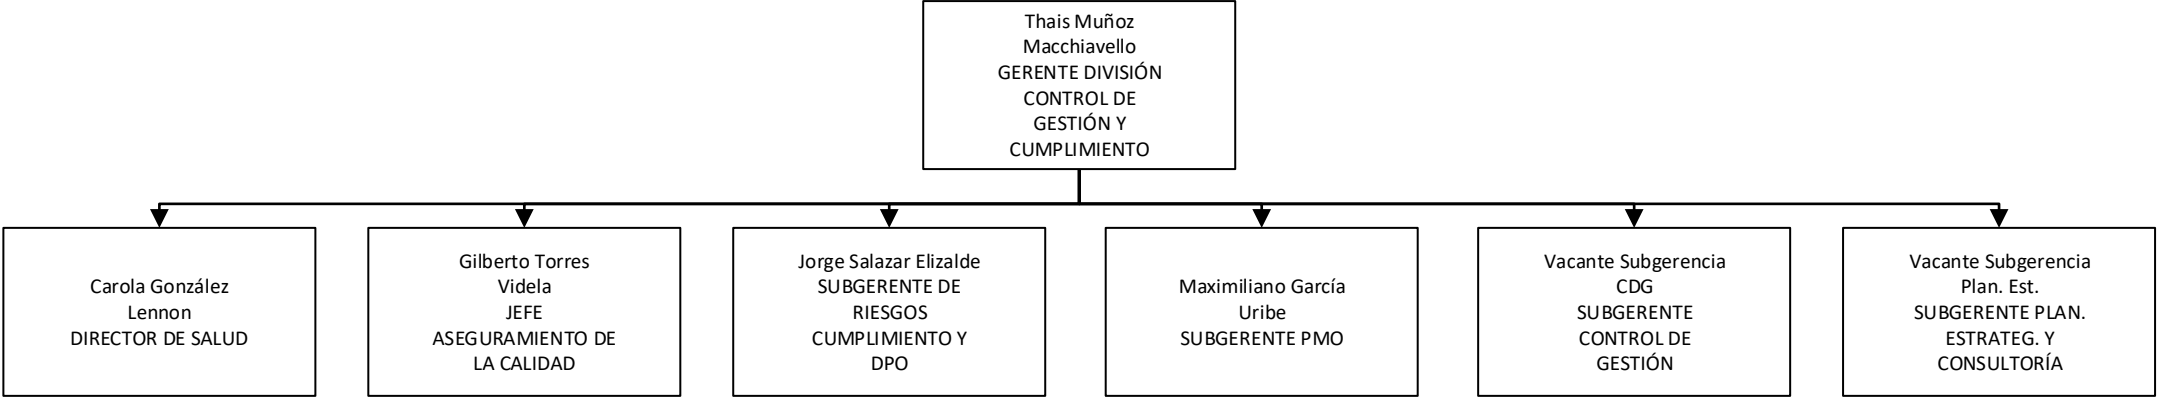 Thais Muñoz
Macchiavello
GERENTE DIVISIÓN
CONTROL DE
GESTIÓN Y
CUMPLIMIENTO
Carola González
Lennon
DIRECTOR DE SALUD
Gilberto Torres
Videla
JEFE
ASEGURAMIENTO DE
LA CALIDAD
Jorge Salazar Elizalde
SUBGERENTE DE
RIESGOS
CUMPLIMIENTO Y
DPO
Maximiliano García
Uribe
SUBGERENTE PMO
Vacante Subgerencia
CDG
SUBGERENTE
CONTROL DE
GESTIÓN
Vacante Subgerencia
Plan. Est.
SUBGERENTE PLAN.
ESTRATEG. Y
CONSULTORÍA